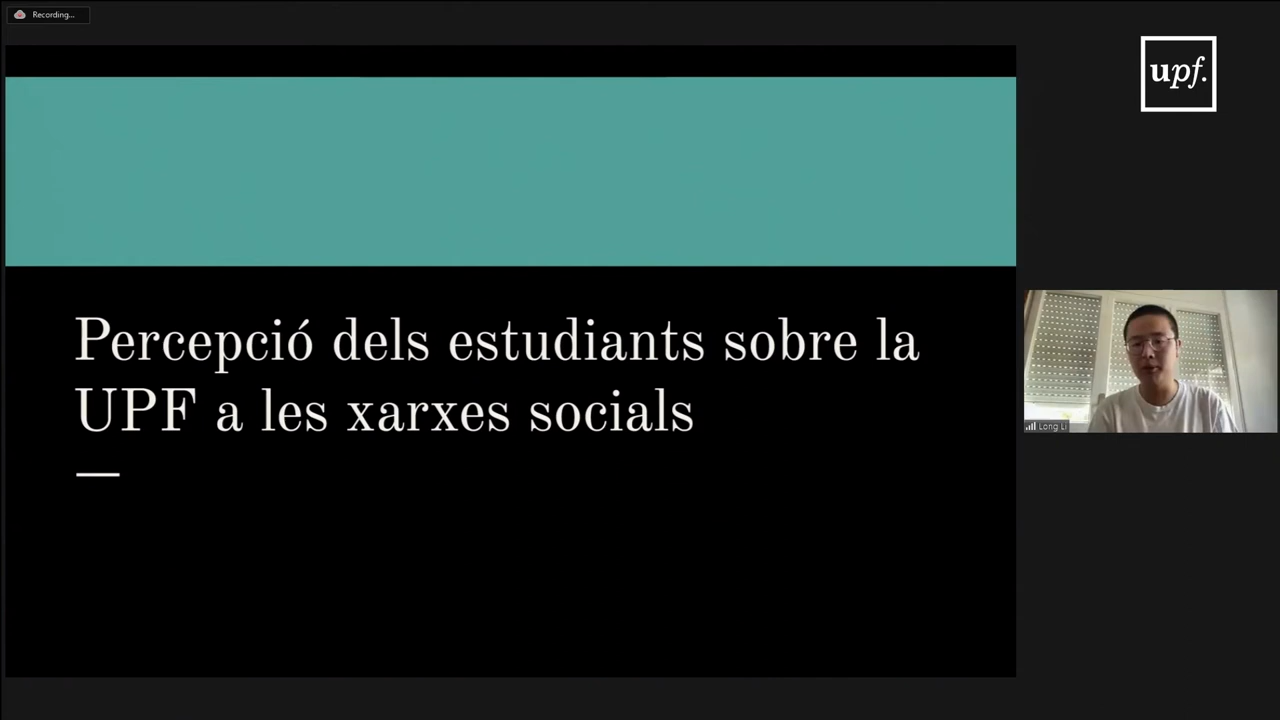 Recording...
upf.
Percepció dels estudiants sobre la
UPF a les xarxes socials
Long Li